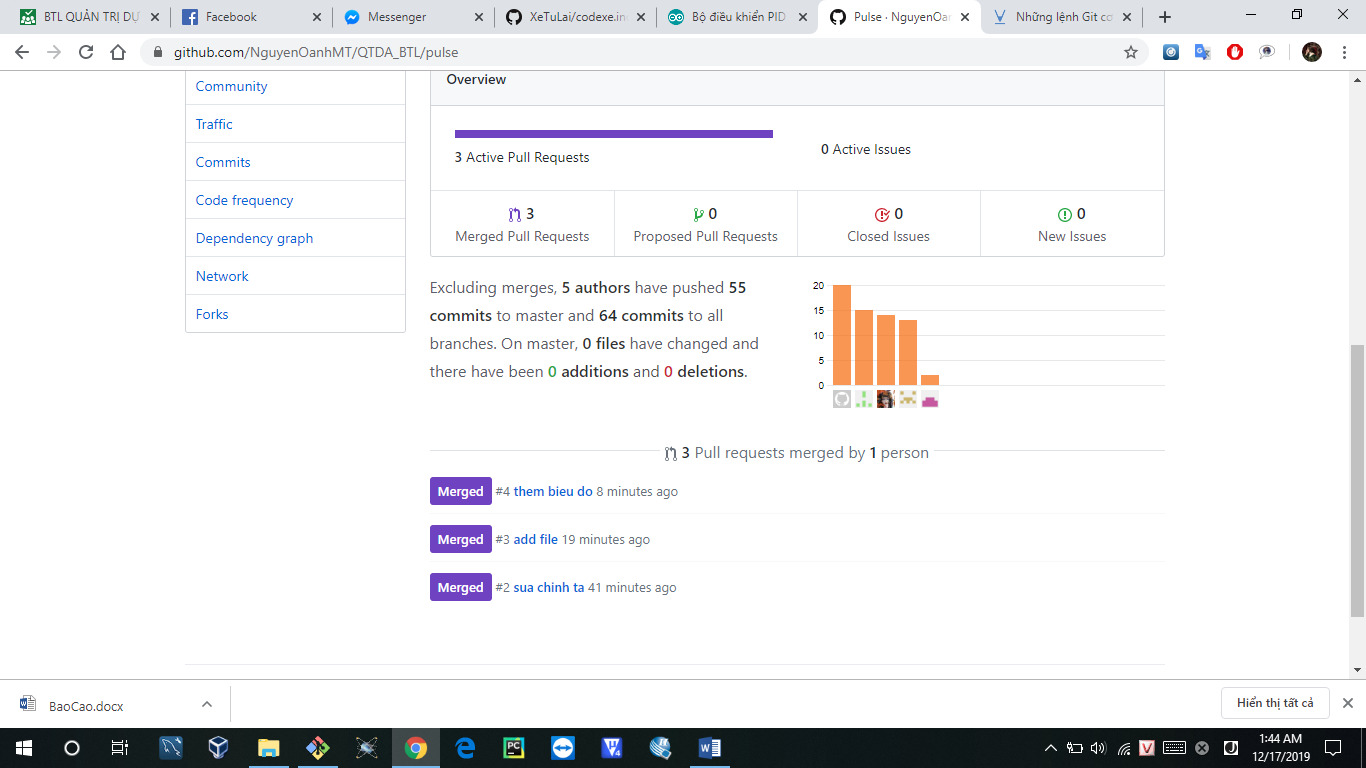 BTL QUẢN TRỊ DỰ
Facebook
Messenger
XeTuLai/codexe.in
Bộ điều khiển PID
Pulse · NguyenOan
Những lệnh Git cơ
github.com/NguyenOanhMT/QTDA_BTL/pulse
Community
Traffic
Commits
Code frequency
Dependency graph
Network
Forks
Overview
3 Active Pull Requests
0 Active Issues
3
Merged Pull Requests
0
Proposed Pull Requests
0
Closed Issues
0
New Issues
Excluding merges, 5 authors have pushed 55
commits to master and 64 commits to all
branches. On master, 0 files have changed and
there have been 0 additions and 0 deletions.
20
15
10
5
0
3 Pull requests merged by 1 person
Merged #4 them bieu do 8 minutes ago
Merged #3 add file 19 minutes ago
Merged #2 sua chinh ta 41 minutes ago
BaoCao.docx
Hiển thị tất cả
1:44 AM
12/17/2019